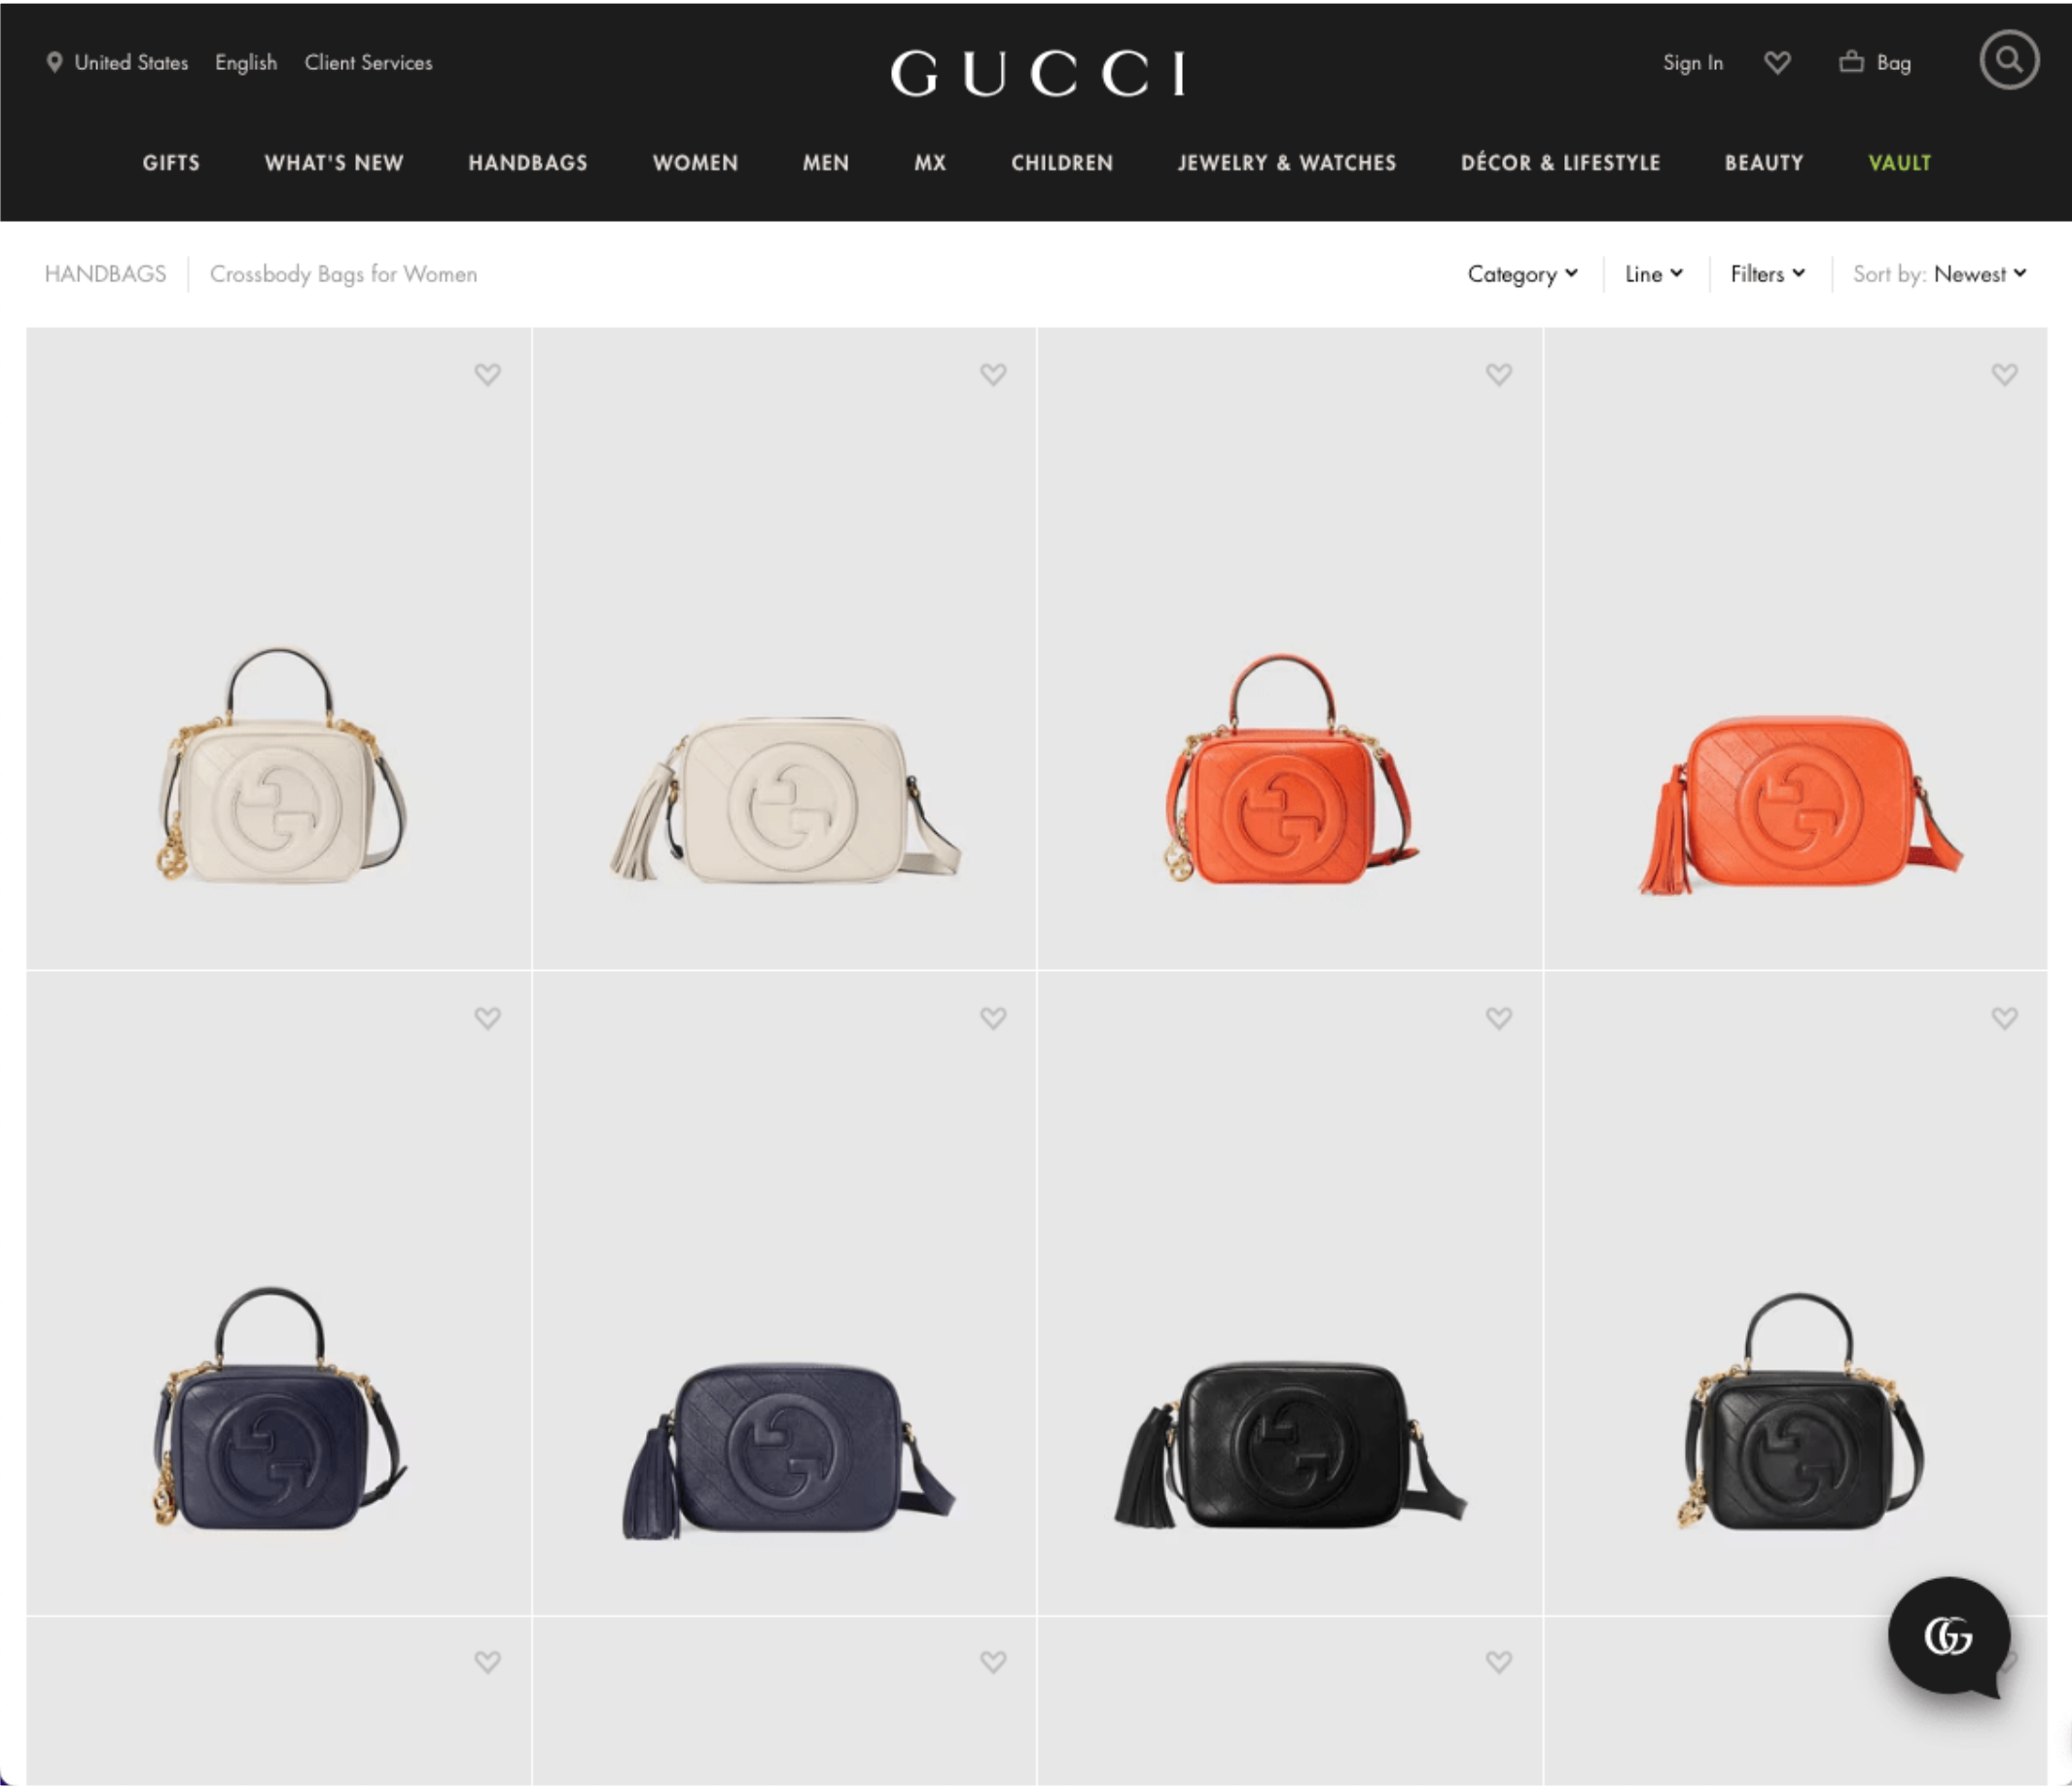 United States English Client Services
GUCCI
Sign In Bag
GIFTS WHAT'S NEW HANDBAGS WOMEN MEN MX CHILDREN JEWELRY & WATCHES DÉCOR & LIFESTYLE BEAUTY VAULT
HANDBAGS Crossbody Bags for Women Category Line Filters Sort by: Newest
GG